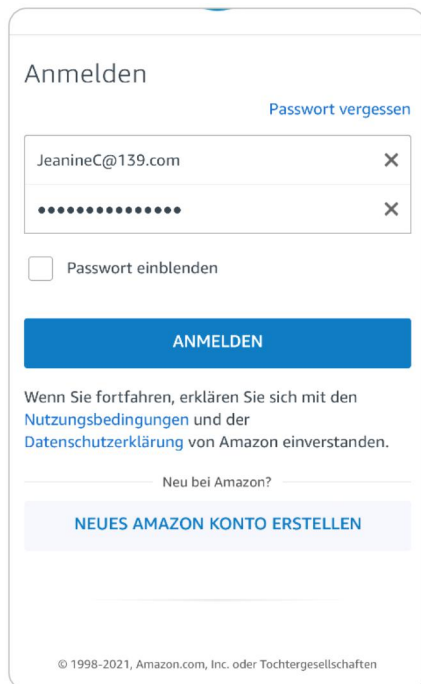 Anmelden
Passwort vergessen
JeanineC@139.com
•••••••••••••••
Passwort einblenden
ANMELDEN
Wenn Sie fortfahren, erklären Sie sich mit den
Nutzungsbedingungen und der
Datenschutzerklärung von Amazon einverstanden.
Neu bei Amazon?
NEUES AMAZON KONTO ERSTELLEN
© 1998-2021, Amazon.com, Inc. oder Tochtergesellschaften